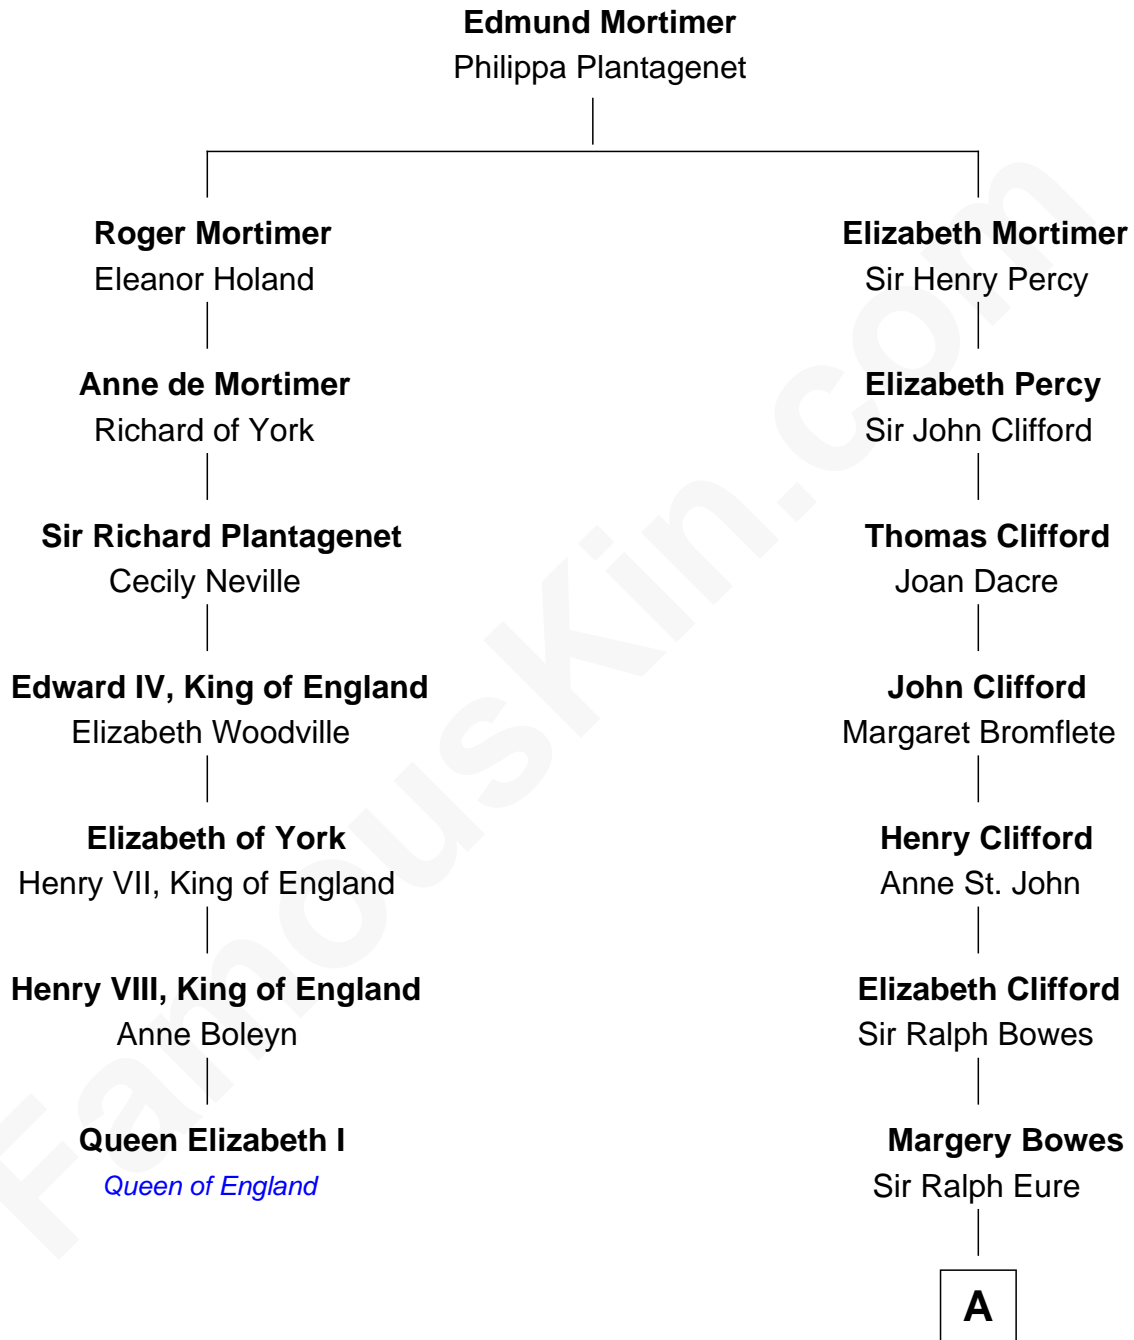 Edmund Mortimer
Philippa Plantagenet
Roger Mortimer
Eleanor Holand
Anne de Mortimer
Richard of York
Sir Richard Plantagenet
Cecily Neville
Edward IV, King of England
Elizabeth Woodville
Elizabeth of York
Henry VII, King of England
Henry VIII, King of England
Anne Boleyn
Queen Elizabeth I
Queen of England
Elizabeth Mortimer
Sir Henry Percy
Elizabeth Percy
Sir John Clifford
Thomas Clifford
Joan Dacre
John Clifford
Margaret Bromflete
Henry Clifford
Anne St. John
Elizabeth Clifford
Sir Ralph Bowes
Margery Bowes
Sir Ralph Eure
A
FamousKin.com